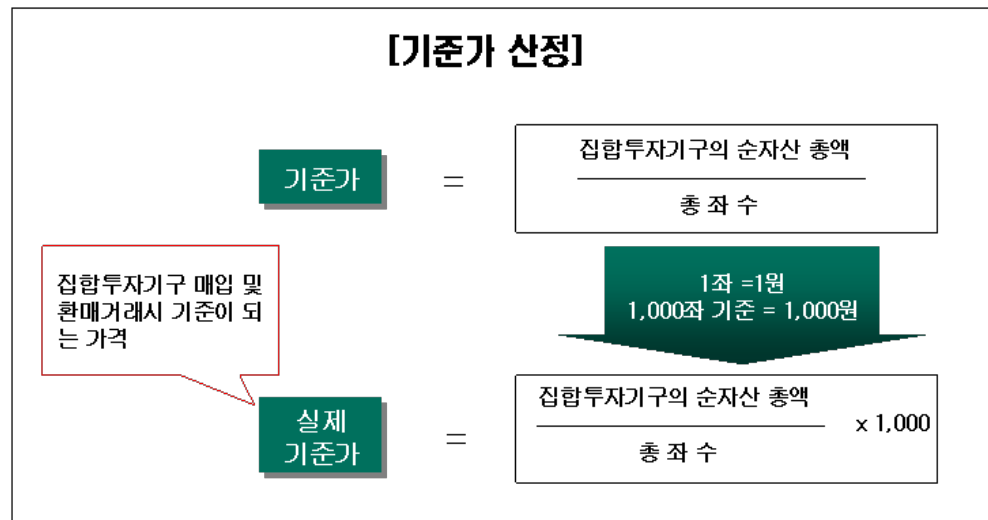 [기준가 산정]
기준가
=
집합투자기구의 순자산 총액
총 좌 수
집합투자기구 매입 및
환매거래시 기준이 되
는 가격
1좌 =1원
1,000좌 기준 = 1,000원
실제
기준가
=
집합투자기구의 순자산 총액
총 좌 수
x 1,000